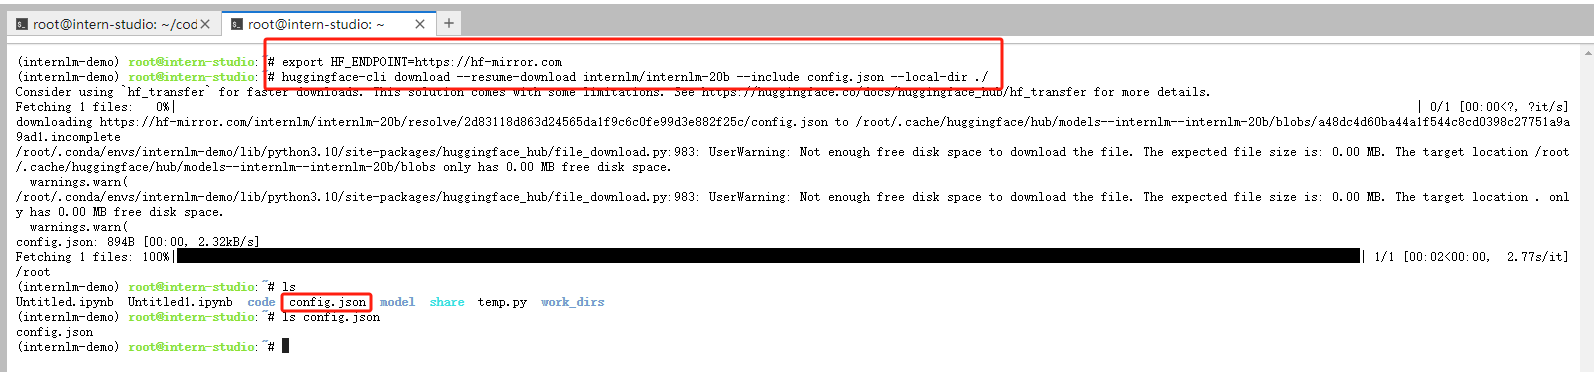 root@intern-studio: ~/cod
root@intern-studio: ~
(internlm-demo) root@intern-studio:~# export HF_ENDPOINT=https://hf-mirror.com
(internlm-demo) root@intern-studio:~# huggingface-cli download --resume-download internlm/internlm-20b --include config.json --local-dir ./
Consider using `hf_transfer` for faster downloads. This solution comes with some limitations. See https://huggingface.co/docs/huggingface_hub/hf_transfer for more details.
Fetching 1 files:   0%| | 0/1 [00:00<?, ?it/s]
downloading https://hf-mirror.com/internlm/internlm-20b/resolve/2d83118d863d24565da1f9c6c0fe99d3e882f25c/config.json to /root/.cache/huggingface/hub/models--internlm--internlm-20b/blobs/a48dc4d60ba44a1f544c8cd0398c27751a9a
9ad1.incomplete
/root/.conda/envs/internlm-demo/lib/python3.10/site-packages/huggingface_hub/file_download.py:983: UserWarning: Not enough free disk space to download the file. The expected file size is: 0.00 MB. The target location /root
/.cache/huggingface/hub/models--internlm--internlm-20b/blobs only has 0.00 MB free disk space.
  warnings.warn(
/root/.conda/envs/internlm-demo/lib/python3.10/site-packages/huggingface_hub/file_download.py:983: UserWarning: Not enough free disk space to download the file. The expected file size is: 0.00 MB. The target location . onl
y has 0.00 MB free disk space.
  warnings.warn(
config.json: 894B [00:00, 2.32kB/s]
Fetching 1 files: 100%| | 1/1 [00:02<00:00,  2.77s/it]
/root
(internlm-demo) root@intern-studio:~# ls
Untitled.ipynb  Untitled1.ipynb  code  config.json  model  share  temp.py  work_dirs
(internlm-demo) root@intern-studio:~# ls config.json
config.json
(internlm-demo) root@intern-studio:~#